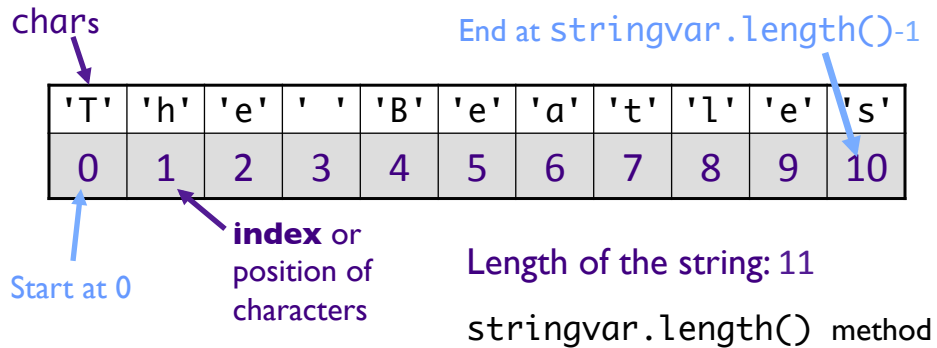 chars
End at stringvar.length()-1
'T' 'h' 'e' ' ' 'B' 'e' 'a' 't' 'l' 'e' 's'
0 1 2 3 4 5 6 7 8 9 10
Start at 0
index or
position of
characters
Length of the string: 11
stringvar.length() method